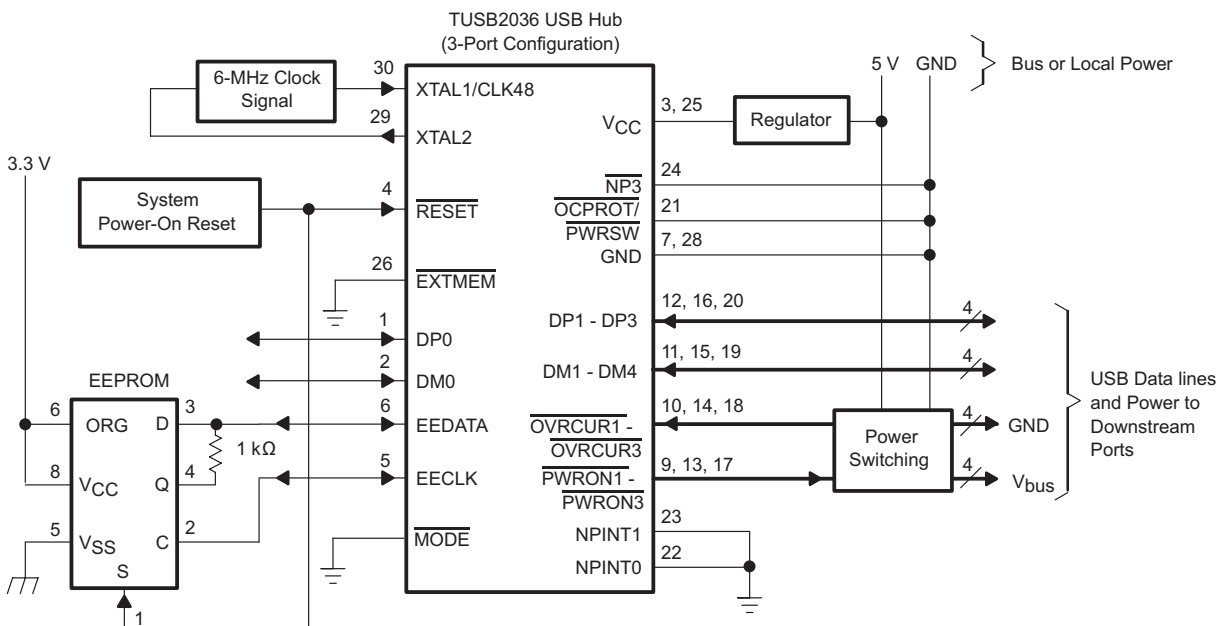 TUSB2036 USB Hub
(3-Port Configuration)
6-MHz Clock
Signal
30
XTAL1/CLK48
29
XTAL2
3.3 V
System
Power-On Reset
4
RESET
26
EXTMEM
1
DP0
2
DM0
EEPROM
6
ORG
D
3
6
EEDATA
1 kΩ
8
VCC
Q
4
5
EECLK
5
VSS
C
2
MODE
S
1
5 V
GND
Bus or Local Power
3, 25
VCC
Regulator
24
NP3
21
OCPROT/
PWRSW
7, 28
GND
12, 16, 20
DP1 - DP3
4
11, 15, 19
DM1 - DM4
4
10, 14, 18
OVRCUR1 -
OVRCUR3
Power
Switching
4
GND
9, 13, 17
PWRON1 -
PWRON3
4
Vbus
USB Data lines
and Power to
Downstream
Ports
23
NPINT1
22
NPINT0